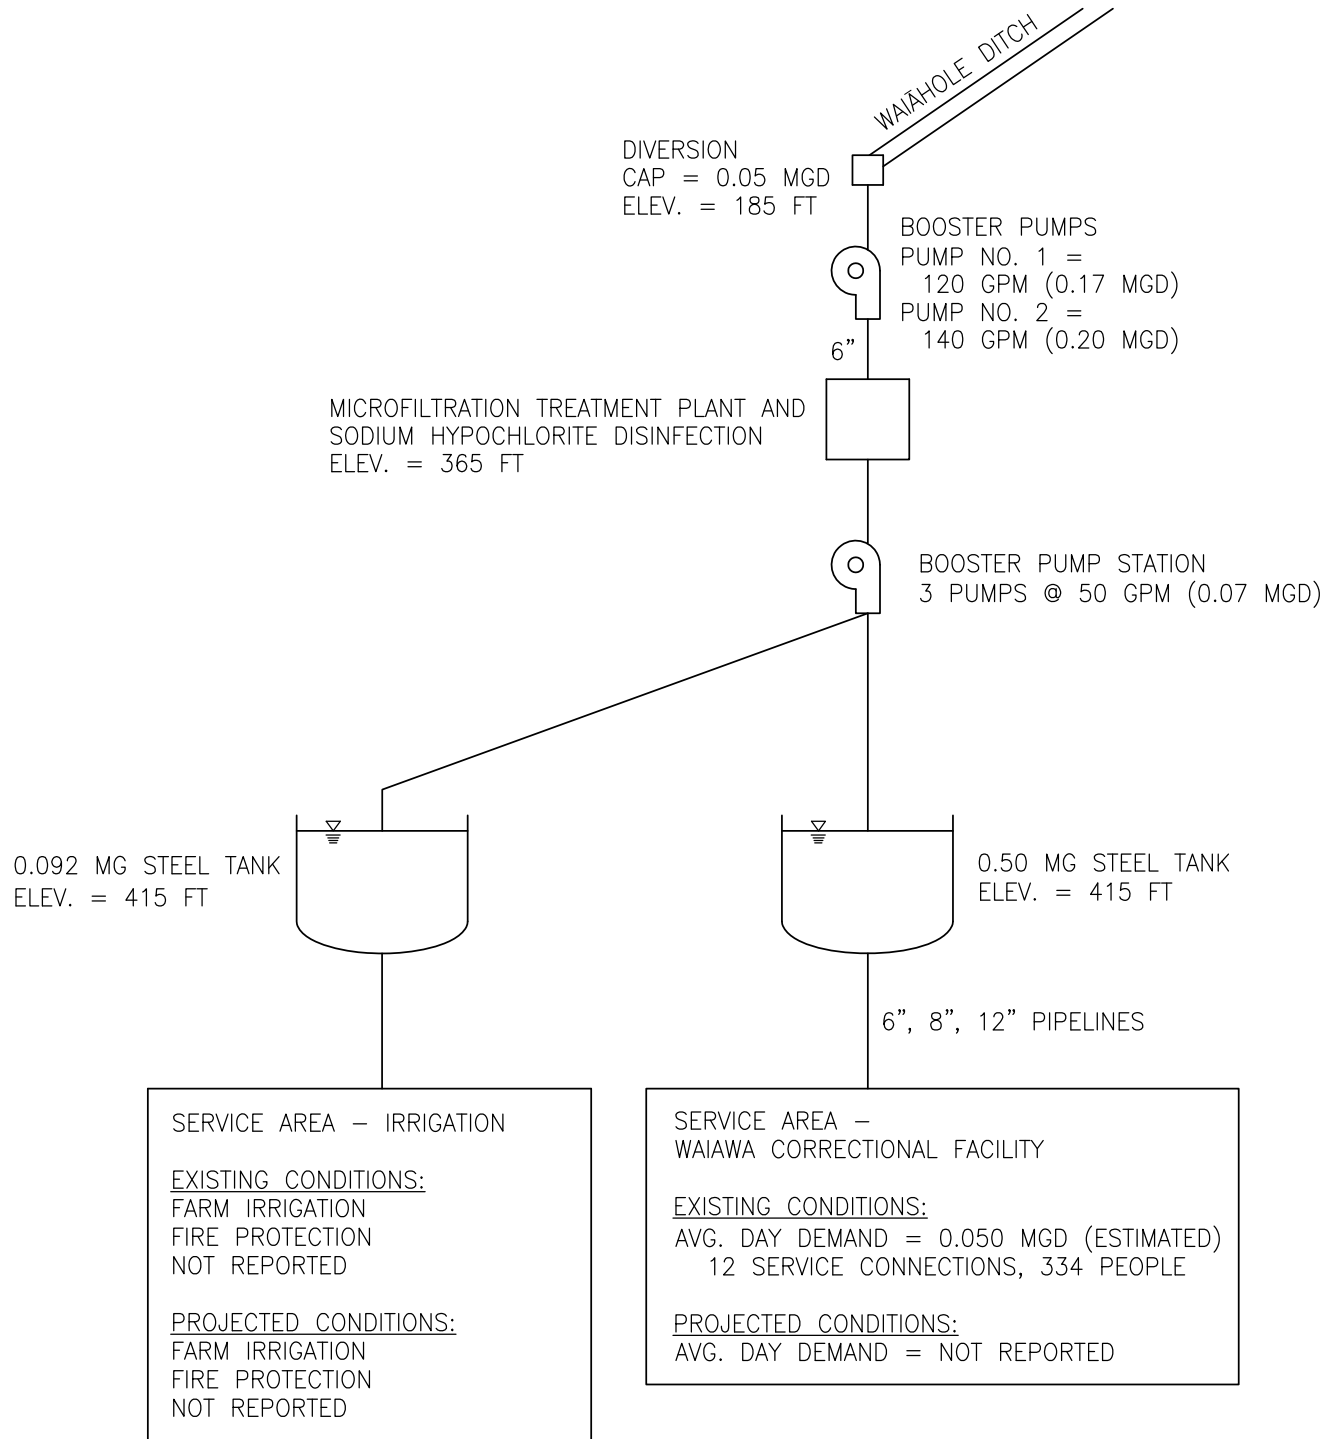 WAIĀHOLE DITCH
DIVERSION
CAP = 0.05 MGD
ELEV. = 185 FT
BOOSTER PUMPS
PUMP NO. 1 =
120 GPM (0.17 MGD)
PUMP NO. 2 =
140 GPM (0.20 MGD)
6”
MICROFILTRATION TREATMENT PLANT AND
SODIUM HYPOCHLORITE DISINFECTION
ELEV. = 365 FT
BOOSTER PUMP STATION
3 PUMPS @ 50 GPM (0.07 MGD)
0.092 MG STEEL TANK
ELEV. = 415 FT
0.50 MG STEEL TANK
ELEV. = 415 FT
6”, 8”, 12” PIPELINES
SERVICE AREA – IRRIGATION
EXISTING CONDITIONS:
FARM IRRIGATION
FIRE PROTECTION
NOT REPORTED
PROJECTED CONDITIONS:
FARM IRRIGATION
FIRE PROTECTION
NOT REPORTED
SERVICE AREA –
WAIAWA CORRECTIONAL FACILITY
EXISTING CONDITIONS:
AVG. DAY DEMAND = 0.050 MGD (ESTIMATED)
12 SERVICE CONNECTIONS, 334 PEOPLE
PROJECTED CONDITIONS:
AVG. DAY DEMAND = NOT REPORTED